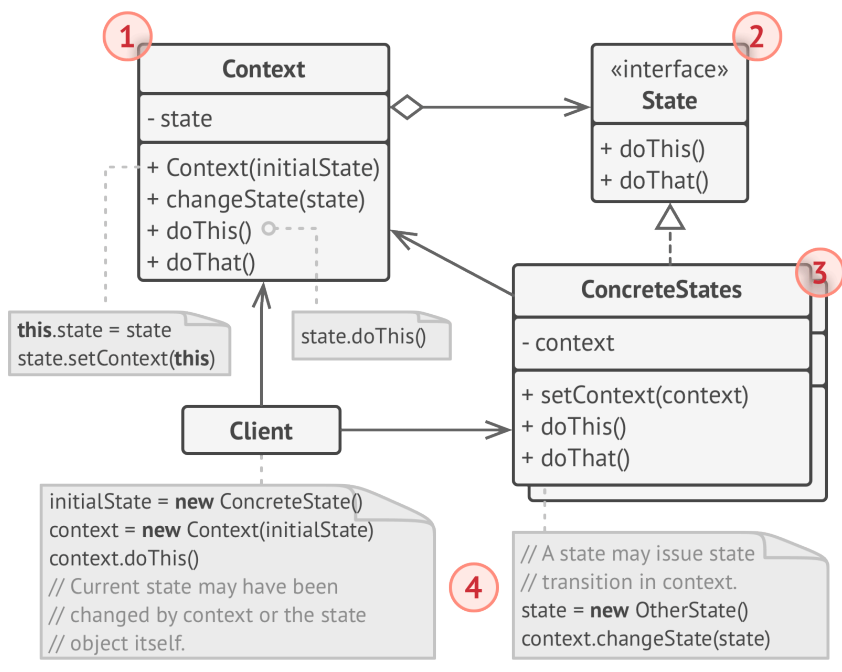 1
Context
- state
+ Context(initialState)
+ changeState(state)
+ doThis()
+ doThat()
2
«interface»
State
+ doThis()
+ doThat()
3
ConcreteStates
- context
+ setContext(context)
+ doThis()
+ doThat()
this.state = state
state.setContext(this)
state.doThis()
Client
initialState = new ConcreteState()
context = new Context(initialState)
context.doThis()
// Current state may have been
// changed by context or the state
// object itself.
4
// A state may issue state
// transition in context.
state = new OtherState()
context.changeState(state)